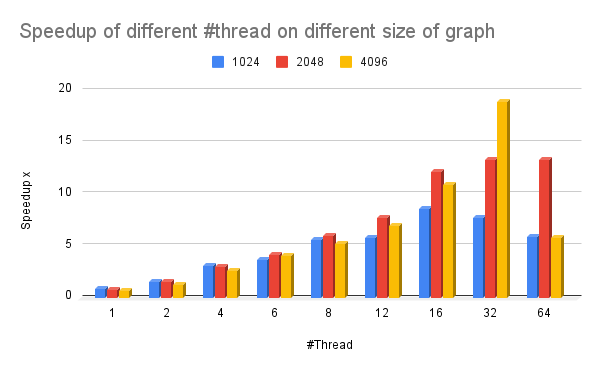 Speedup of different #thread on different size of graph
1024 2048 4096
20
15
10
5
0
Speedup x
1 2 4 6 8 12 16 32 64
#Thread